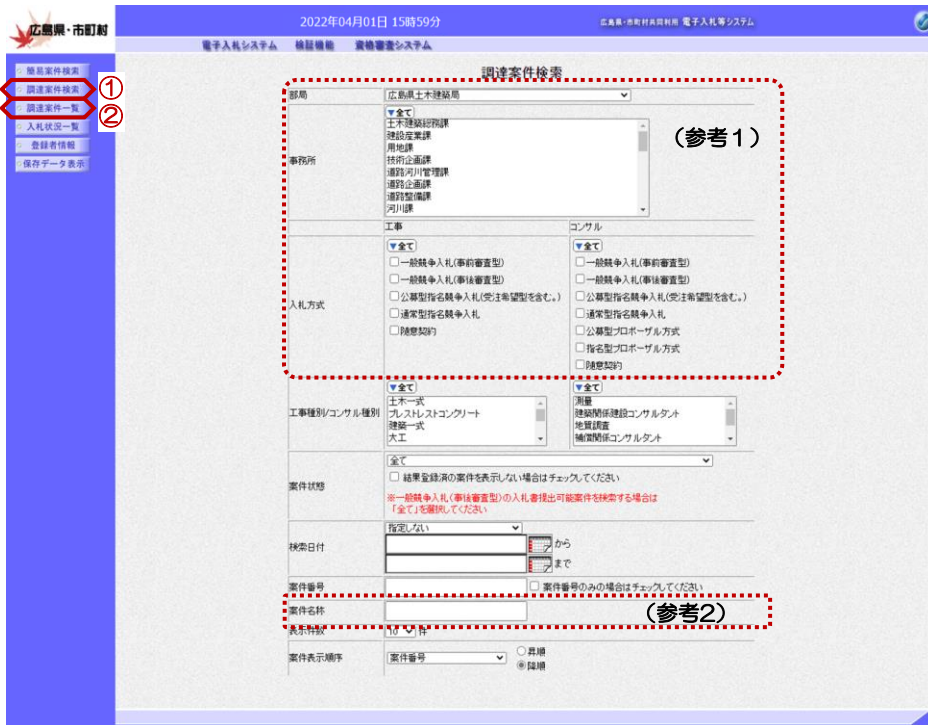 広島県・市町村
2022年04月01日 15時59分
広島県・市町村共同利用 電子入札等システム
電子入札システム 検証機能 資格審査システム
簡易案件検索
調達案件検索
①
調達案件一覧
②
入札状況一覧
登録者情報
保存データ表示
調達案件検索
部局
広島県土木建築局
事務所
▼全て
土木建築総務課
建設産業課
用地課
技術企画課
道路河川管理課
道路企画課
道路整備課
河川課
(参考1)
工事 コンサル
入札方式
▼全て
□一般競争入札(事前審査型)
□一般競争入札(事後審査型)
□公募型指名競争入札(受注希望型を含む。)
□通常型指名競争入札
□随意契約
▼全て
□一般競争入札(事前審査型)
□一般競争入札(事後審査型)
□公募型指名競争入札(受注希望型を含む。)
□通常型指名競争入札
□公募型プロポーザル方式
□指名型プロポーザル方式
□随意契約
工事種別/コンサル種別
▼全て
土木一式
プレストレストコンクリート
建築一式
大工
▼全て
測量
建築関係建設コンサルタント
地質調査
補償関係コンサルタント
案件状態
全て
□ 結果登録済の案件を表示しない場合はチェックしてください
※一般競争入札(事後審査型)の入札書提出可能案件を検索する場合は
「全て」を選択してください
検索日付
指定しない
から
まで
案件番号
□ 案件番号のみの場合はチェックしてください
案件名称
(参考2)
表示件数
10 件
案件表示順序
案件番号
○昇順
◉降順